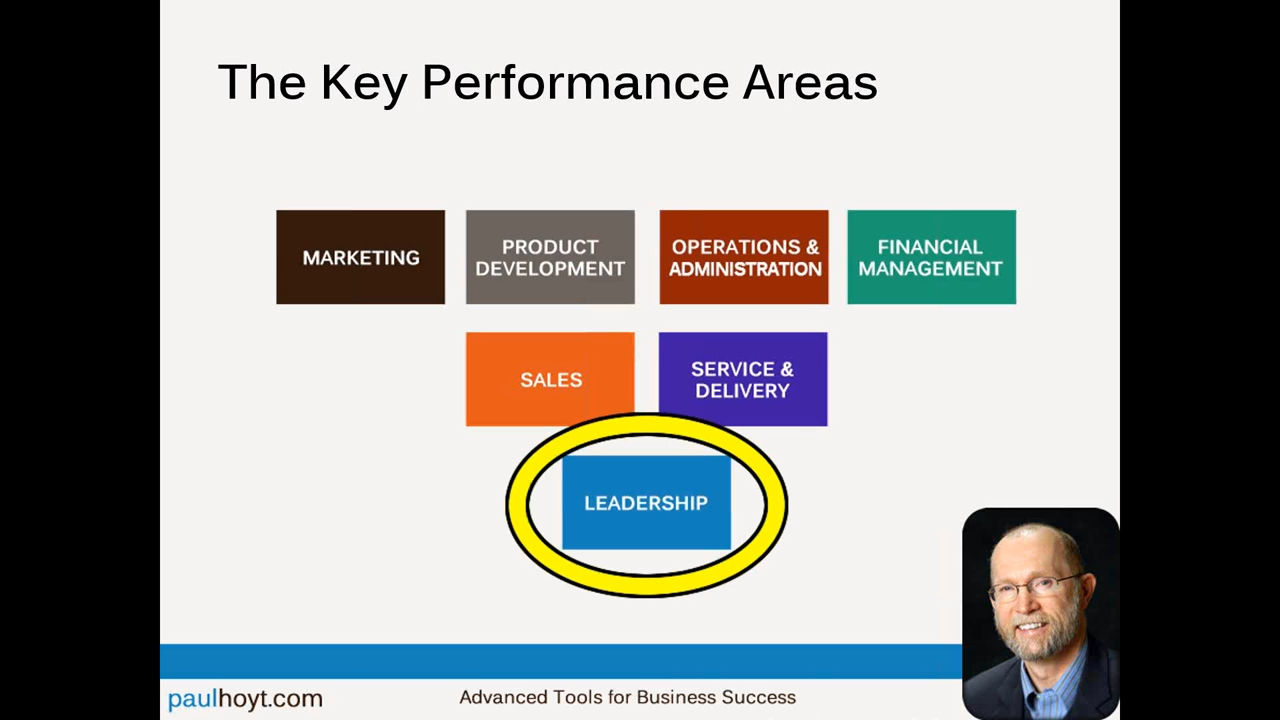 The Key Performance Areas
MARKETING
PRODUCT
DEVELOPMENT
OPERATIONS &
ADMINISTRATION
FINANCIAL
MANAGEMENT
SALES
SERVICE &
DELIVERY
LEADERSHIP
paulhoyt.com
Advanced Tools for Business Success